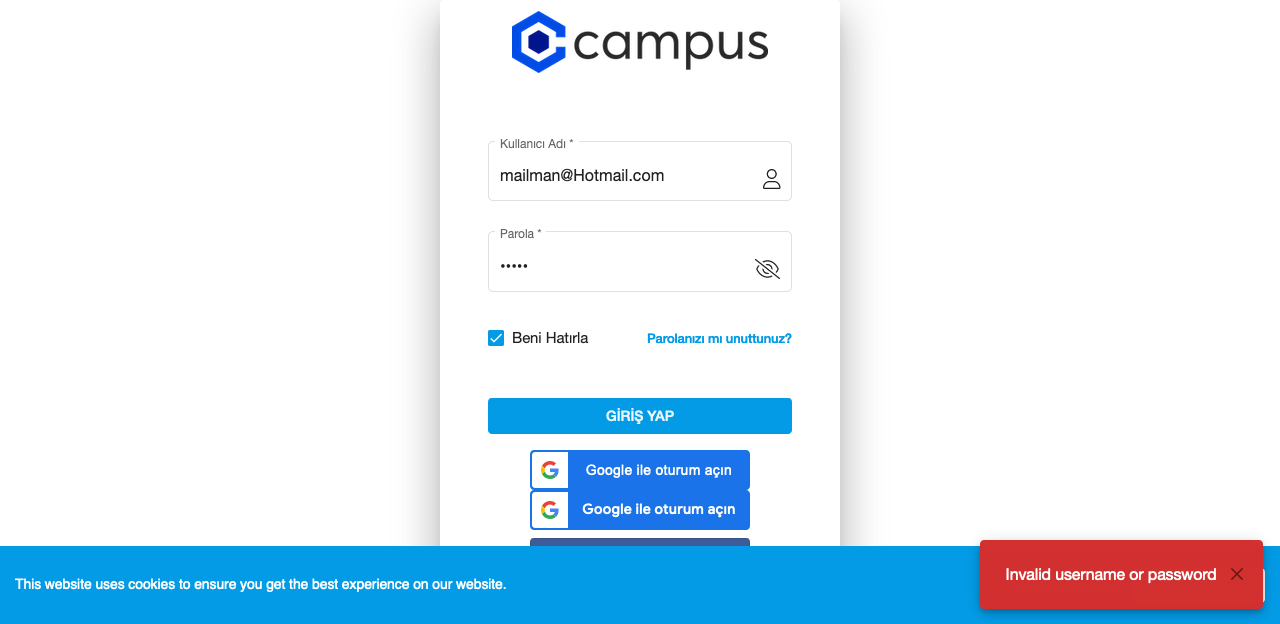 campus
Kullanıcı Adı *
mailman@Hotmail.com
Parola *
•••••
Beni Hatırla
Parolanızı mı unuttunuz?
GİRİŞ YAP
Google ile oturum açın
Google ile oturum açın
This website uses cookies to ensure you get the best experience on our website.
Invalid username or password